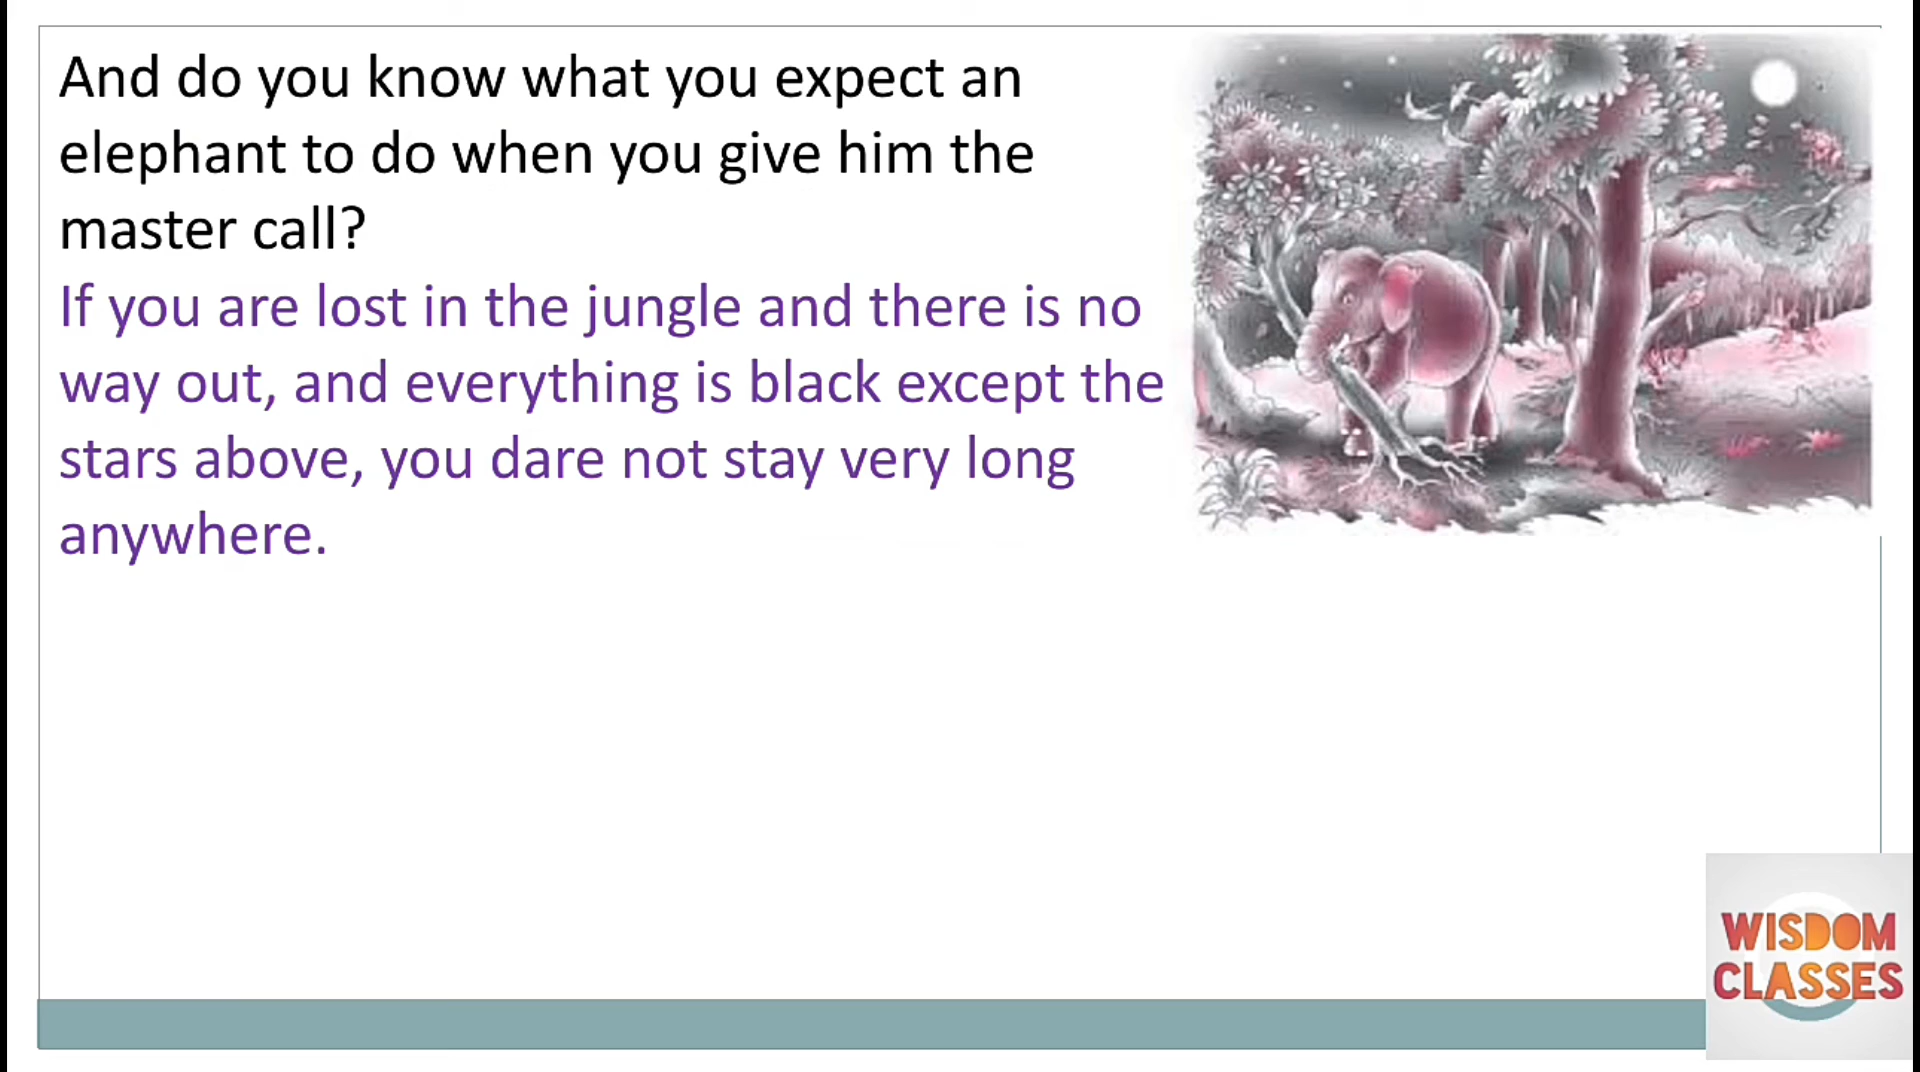 And do you know what you expect an
elephant to do when you give him the
master call?
If you are lost in the jungle and there is no
way out, and everything is black except the
stars above, you dare not stay very long
anywhere.
WISDOM
CLASSES